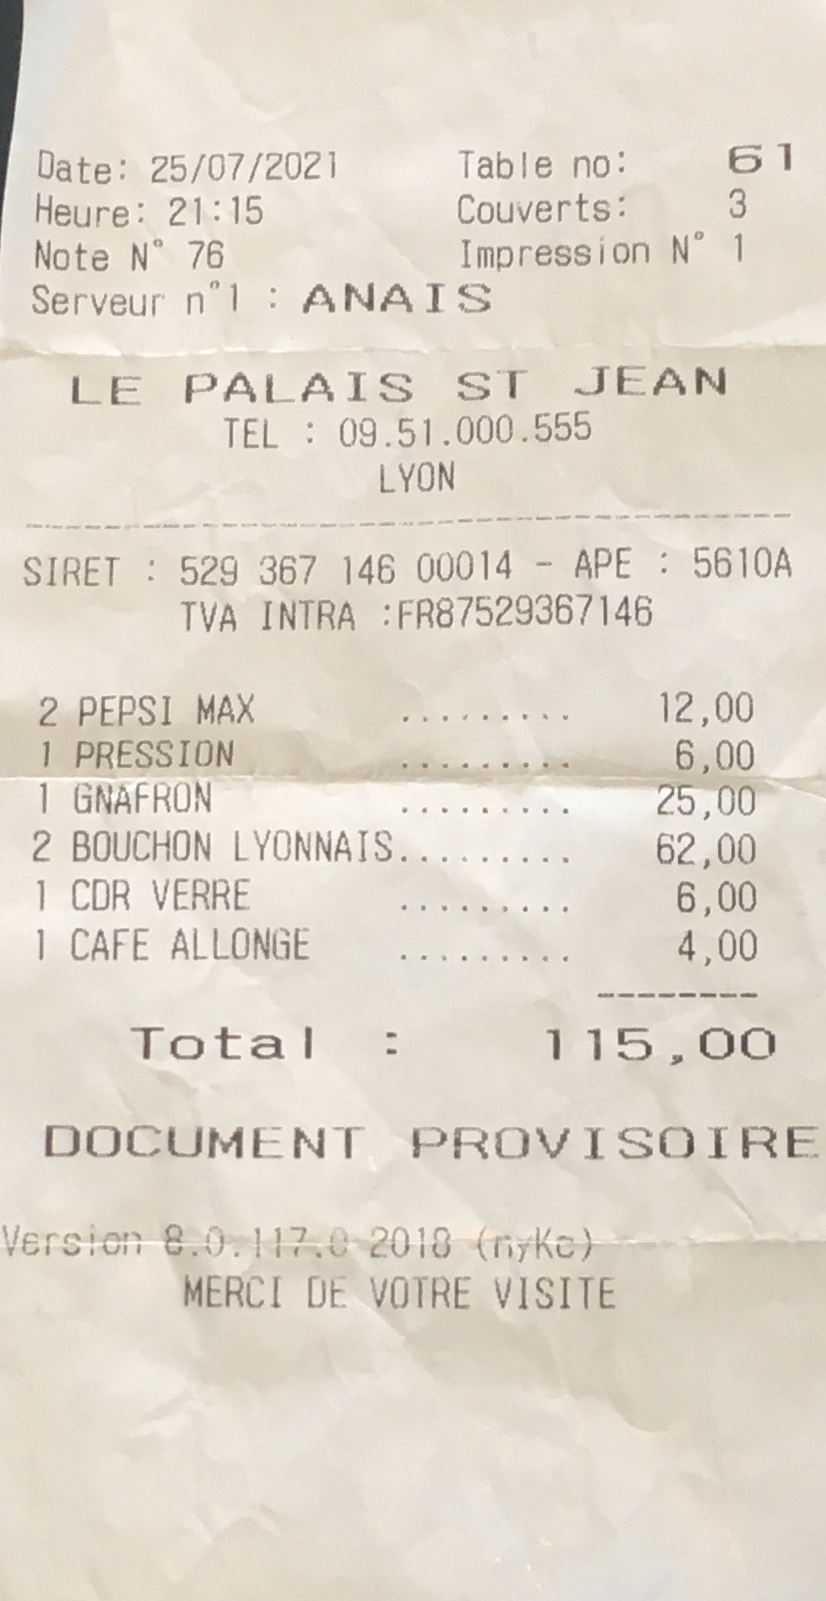 Date: 25/07/2021 Table no: 61
Heure: 21:15 Couverts: 3
Note N° 76 Impression N° 1
Serveur n°1 : ANAIS
LE PALAIS ST JEAN
TEL : 09.51.000.555
LYON
--------------------------------
SIRET : 529 367 146 00014 - APE : 5610A
TVA INTRA :FR87529367146
2 PEPSI MAX ......... 12,00
1 PRESSION ......... 6,00
1 GNAFRON ......... 25,00
2 BOUCHON LYONNAIS......... 62,00
1 CDR VERRE ......... 6,00
1 CAFE ALLONGE ......... 4,00
--------
Total : 115,00
DOCUMENT PROVISOIRE
Version 8.0.117.0 2018 (nyKc)
MERCI DE VOTRE VISITE